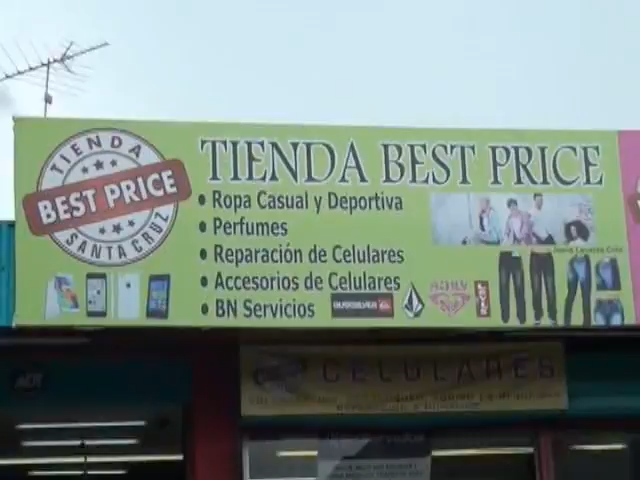 TIENDA
BEST PRICE
SANTA CRUZ
TIENDA BEST PRICE
• Ropa Casual y Deportiva
• Perfumes
• Reparación de Celulares
• Accesorios de Celulares
• BN Servicios
QUIKSILVER
ROXY
ADT
CELULARES